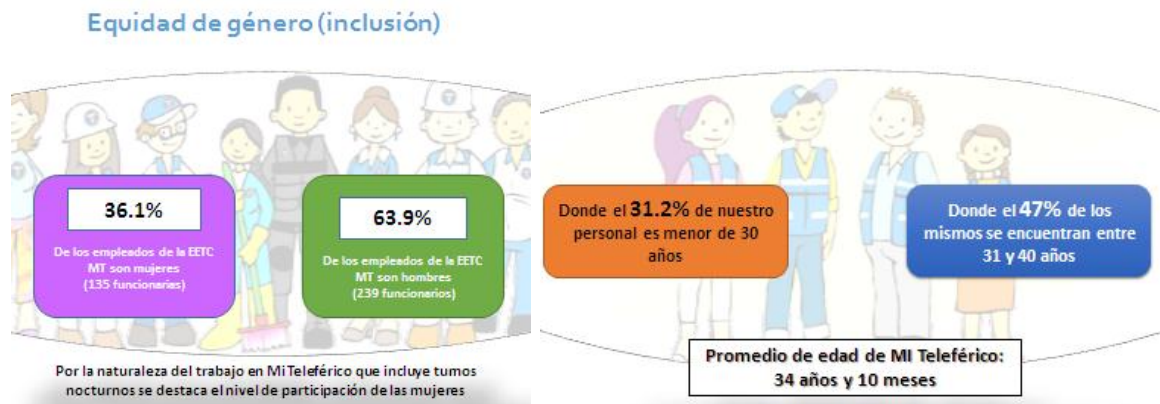 Equidad de género (inclusión)
36.1%
De los empleados de la EETC
MT son mujeres
(135 funcionarias)
63.9%
De los empleados de la EETC
MT son hombres
(239 funcionarios)
Por la naturaleza del trabajo en Mi Teleférico que incluye turnos
nocturnos se destaca el nivel de participación de las mujeres
Donde el 31.2% de nuestro
personal es menor de 30
años
Donde el 47% de los
mismos se encuentran entre
31 y 40 años
Promedio de edad de MI Teleférico:
34 años y 10 meses